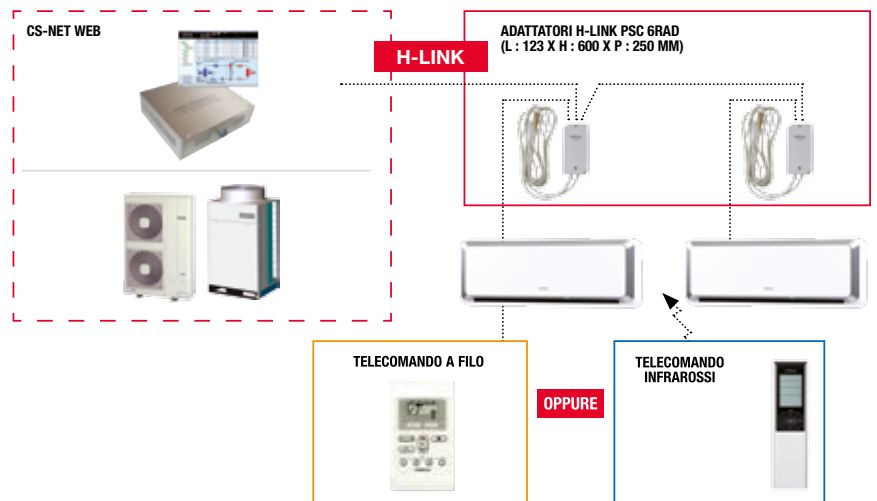 CS-NET WEB
H-LINK
ADATTATORI H-LINK PSC 6RAD
(L : 123 X H : 600 X P : 250 MM)
TELECOMANDO A FILO
OPPURE
TELECOMANDO
INFRAROSSI